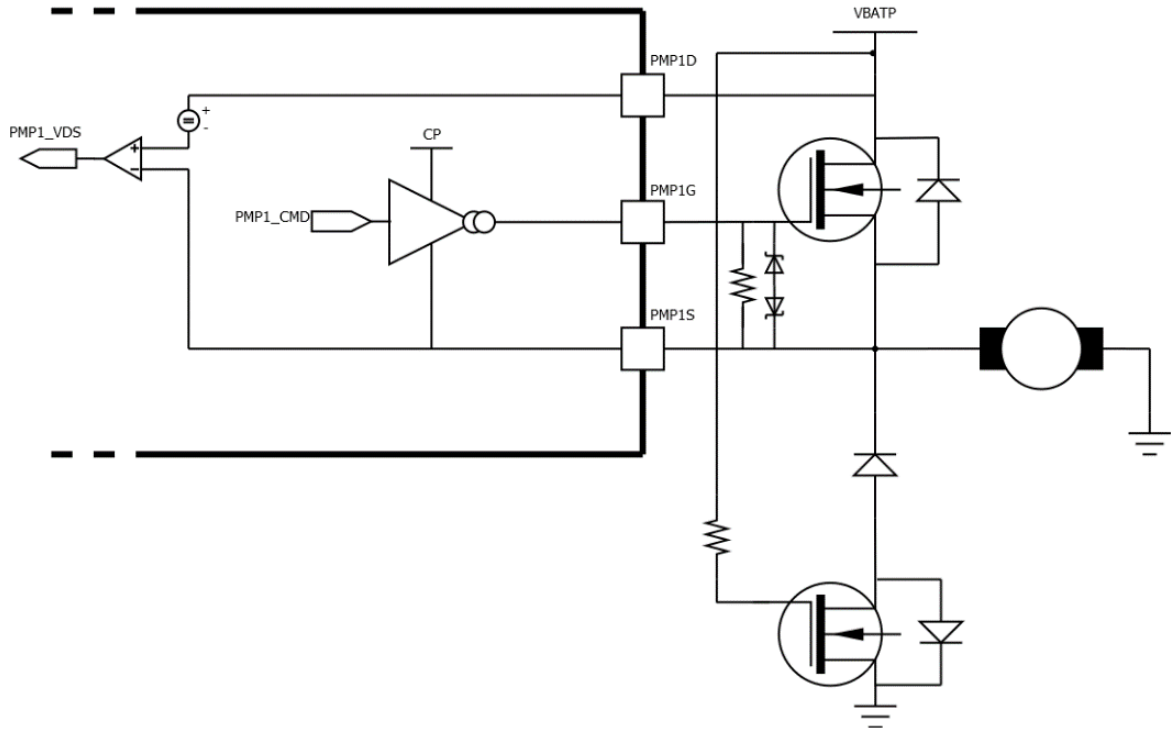 VBATP
PMP1D
PMP1_VDS
+
-
+
-
CP
PMP1G
PMP1_CMD
PMP1S